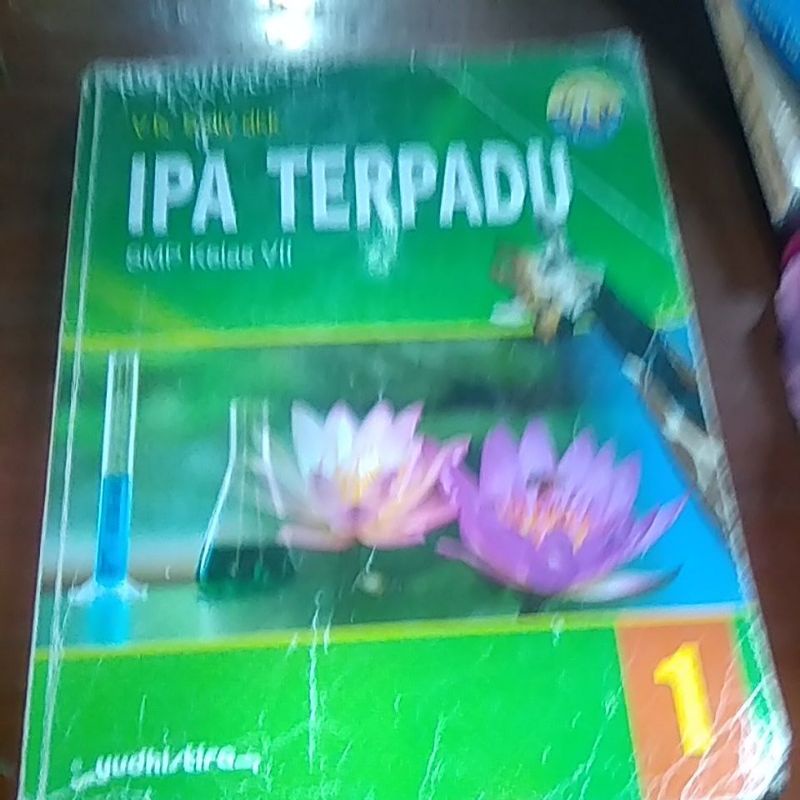 IPA TERPADU
SMP Kelas VII
1
yudhistira